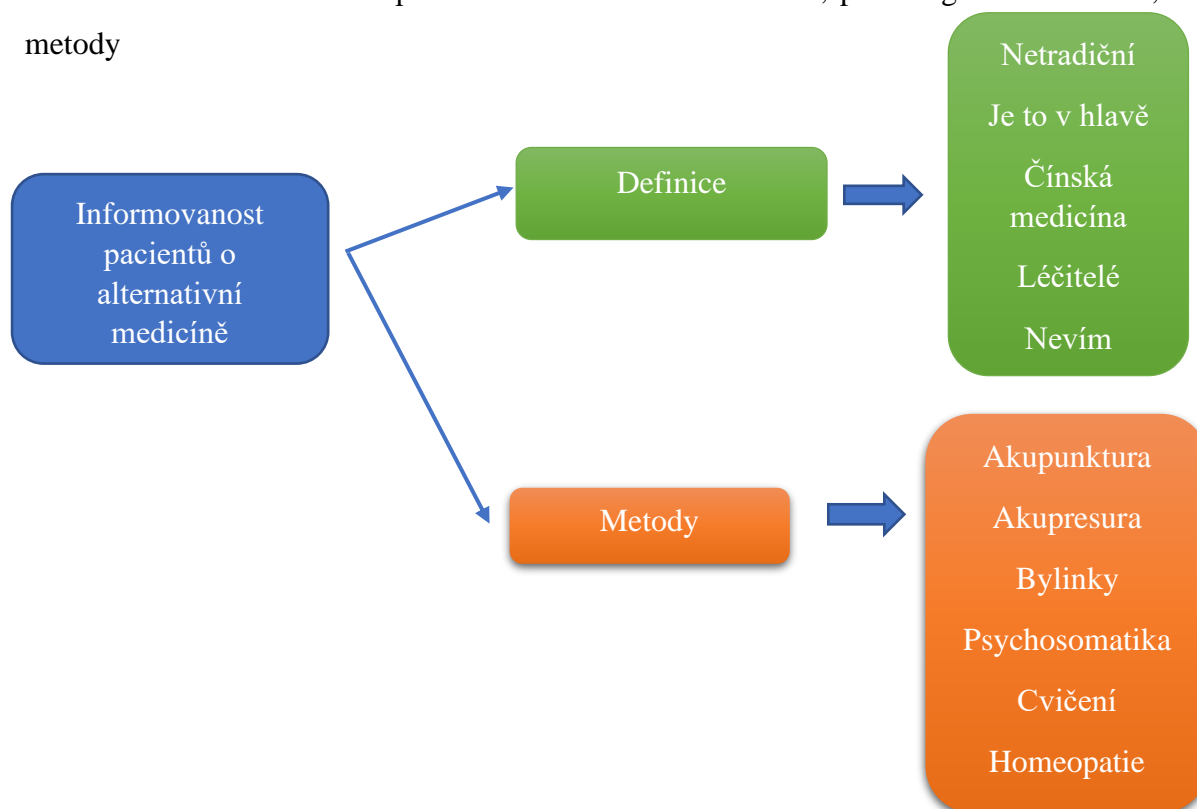 metody
Informovanost
pacientů o
alternativní
medicíně
Definice
Netradiční
Je to v hlavě
Čínská
medicína
Léčitelé
Nevím
Metody
Akupunktura
Akupresura
Bylinky
Psychosomatika
Cvičení
Homeopatie